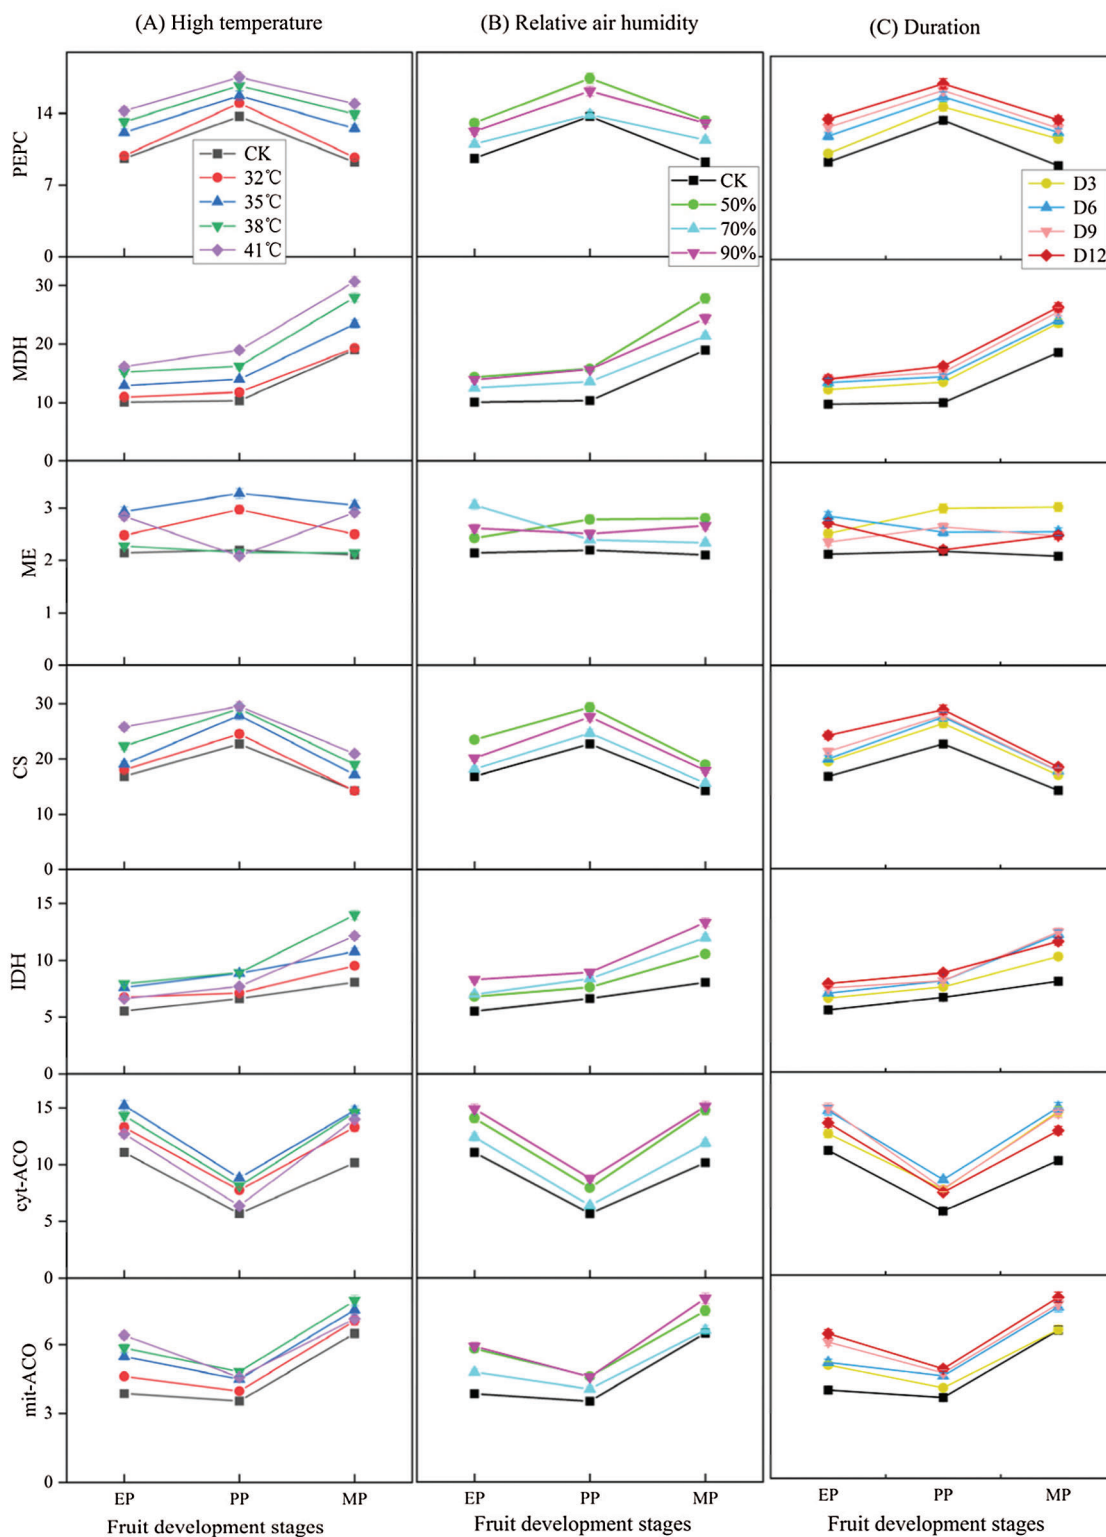 (A) High temperature
(B) Relative air humidity
(C) Duration
PEPC
14
7
0
CK
32℃
35℃
38℃
41℃
CK
50%
70%
90%
D3
D6
D9
D12
MDH
30
20
10
0
ME
3
2
1
0
CS
30
20
10
0
IDH
15
10
5
0
cyt-ACO
15
10
5
0
mit-ACO
6
3
0
EP PP MP
EP PP MP
EP PP MP
Fruit development stages
Fruit development stages
Fruit development stages